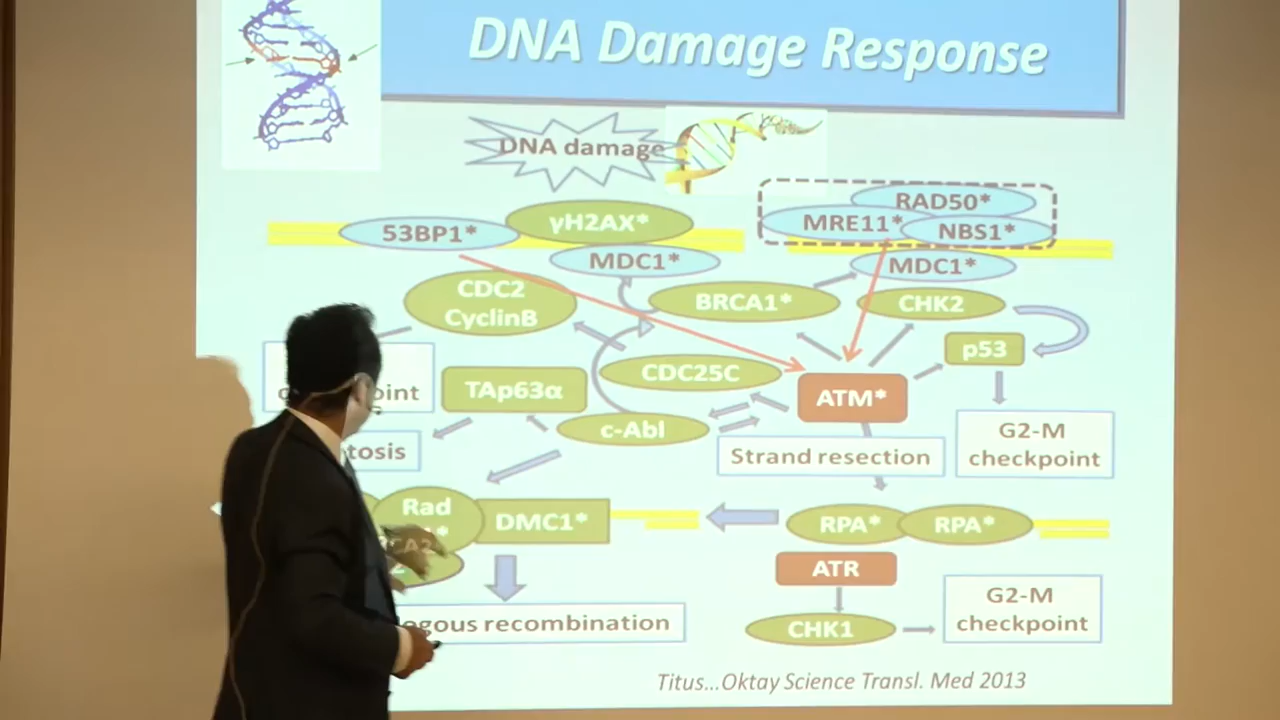 DNA Damage Response
DNA damage
RAD50*
MRE11*
NBS1*
53BP1*
γH2AX*
MDC1*
MDC1*
CDC2
CyclinB
BRCA1*
CHK2
p53
CDC25C
TAp63α
ATM*
c-Abl
Strand resection
G2-M
checkpoint
Rad
DMC1*
RPA*
RPA*
ATR
CHK1
G2-M
checkpoint
recombination
Titus...Oktay Science Transl. Med 2013